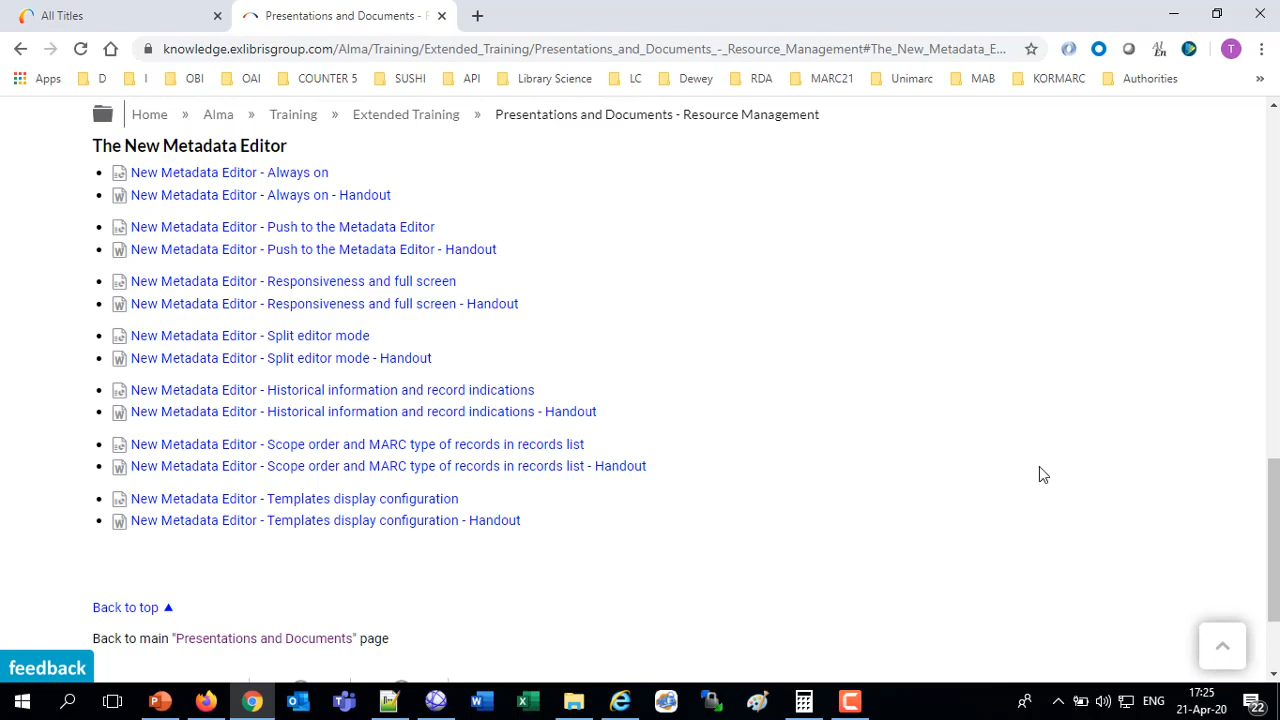 All Titles
Presentations and Documents - R
knowledge.exlibrisgroup.com/Alma/Training/Extended_Training/Presentations_and_Documents_-_Resource_Management#The_New_Metadata_E...
T
Apps D I OBI OAI COUNTER 5 SUSHI API Library Science LC Dewey RDA MARC21 Unimarc MAB KORMARC Authorities »
Home » Alma » Training » Extended Training » Presentations and Documents - Resource Management
The New Metadata Editor
New Metadata Editor - Always on
New Metadata Editor - Always on - Handout
New Metadata Editor - Push to the Metadata Editor
New Metadata Editor - Push to the Metadata Editor - Handout
New Metadata Editor - Responsiveness and full screen
New Metadata Editor - Responsiveness and full screen - Handout
New Metadata Editor - Split editor mode
New Metadata Editor - Split editor mode - Handout
New Metadata Editor - Historical information and record indications
New Metadata Editor - Historical information and record indications - Handout
New Metadata Editor - Scope order and MARC type of records in records list
New Metadata Editor - Scope order and MARC type of records in records list - Handout
New Metadata Editor - Templates display configuration
New Metadata Editor - Templates display configuration - Handout
Back to top ▲
Back to main "Presentations and Documents" page
feedback
ENG
17:25
21-Apr-20
22